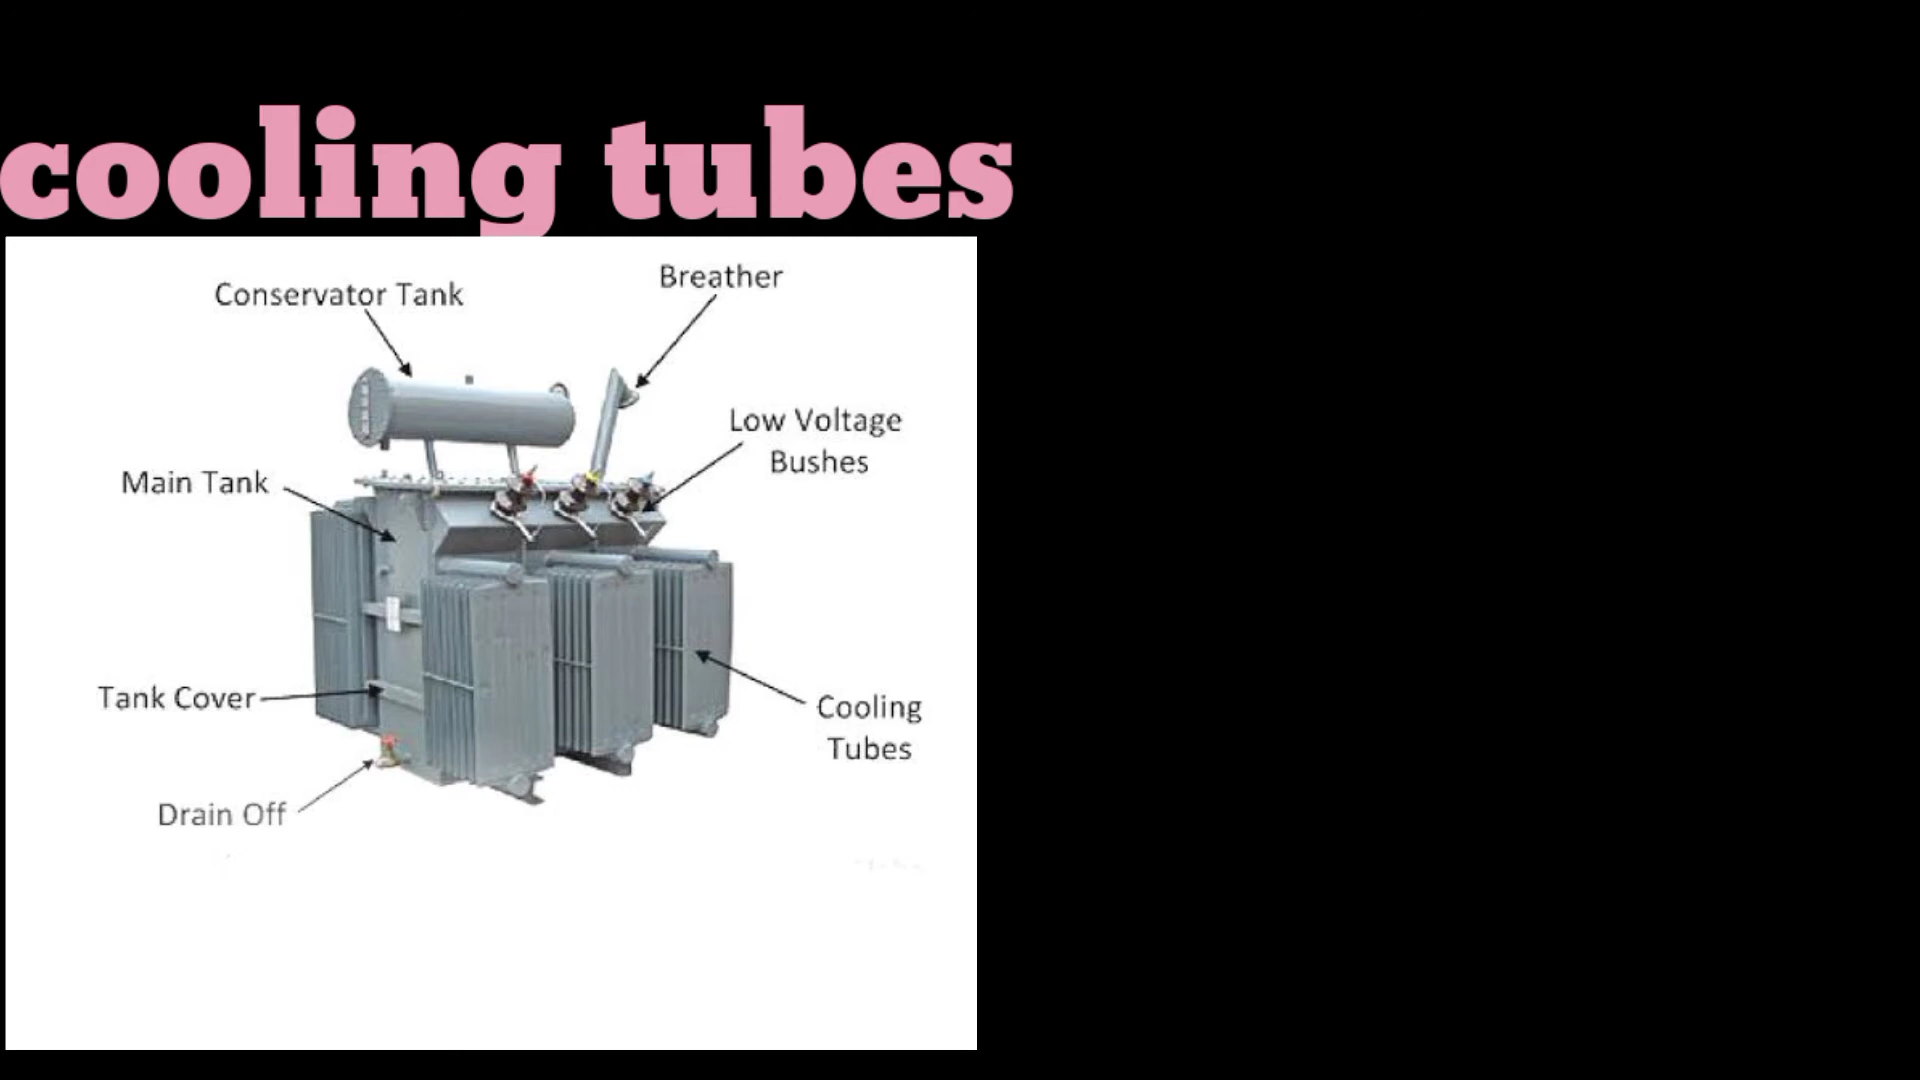 cooling tubes
Conservator Tank
Breather
Low Voltage
Bushes
Main Tank
Tank Cover
Cooling
Tubes
Drain Off